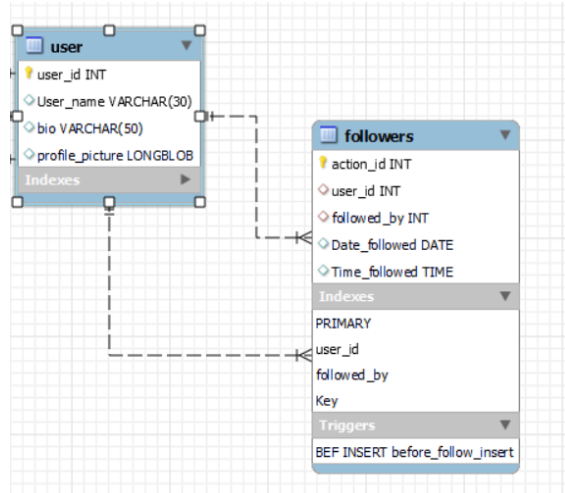 user
user_id INT
User_name VARCHAR(30)
bio VARCHAR(50)
profile_picture LONGBLOB
Indexes
followers
action_id INT
user_id INT
followed_by INT
Date_followed DATE
Time_followed TIME
Indexes
PRIMARY
user_id
followed_by
Key
Triggers
BEF INSERT before_follow_insert